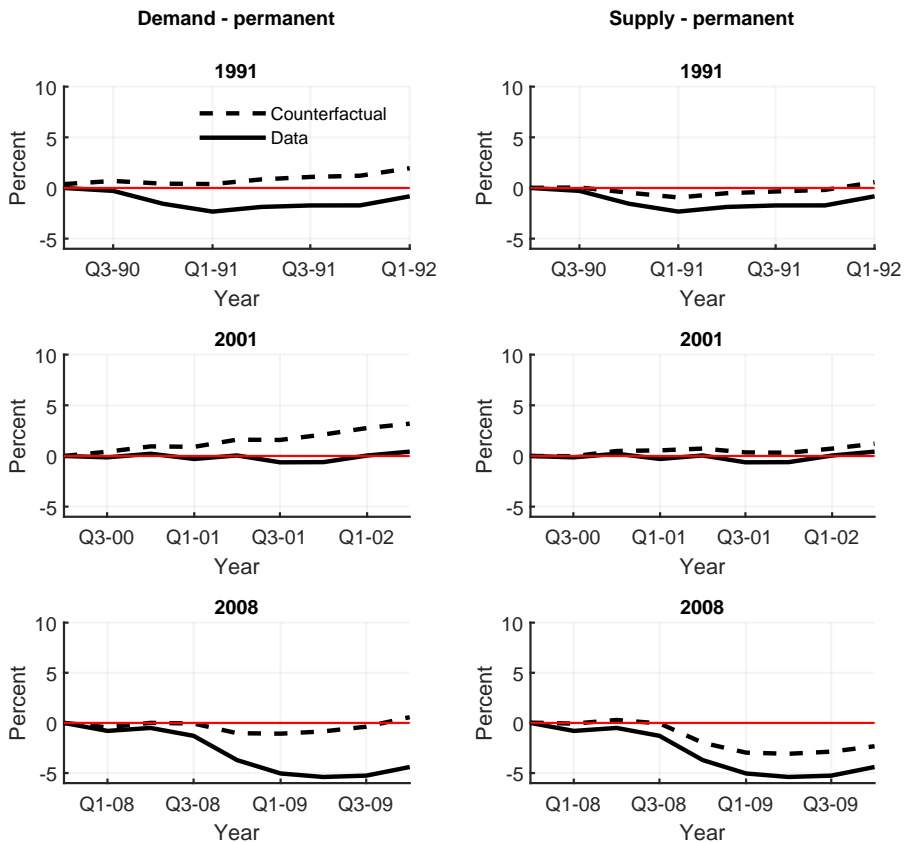 Demand - permanent
Supply - permanent
1991
10
5
0
-5
Percent
Counterfactual
Data
Q3-90 Q1-91 Q3-91 Q1-92
Year
1991
10
5
0
-5
Percent
Q3-90 Q1-91 Q3-91 Q1-92
Year
2001
10
5
0
-5
Percent
Q3-00 Q1-01 Q3-01 Q1-02
Year
2001
10
5
0
-5
Percent
Q3-00 Q1-01 Q3-01 Q1-02
Year
2008
10
5
0
-5
Percent
Q1-08 Q3-08 Q1-09 Q3-09
Year
2008
10
5
0
-5
Percent
Q1-08 Q3-08 Q1-09 Q3-09
Year